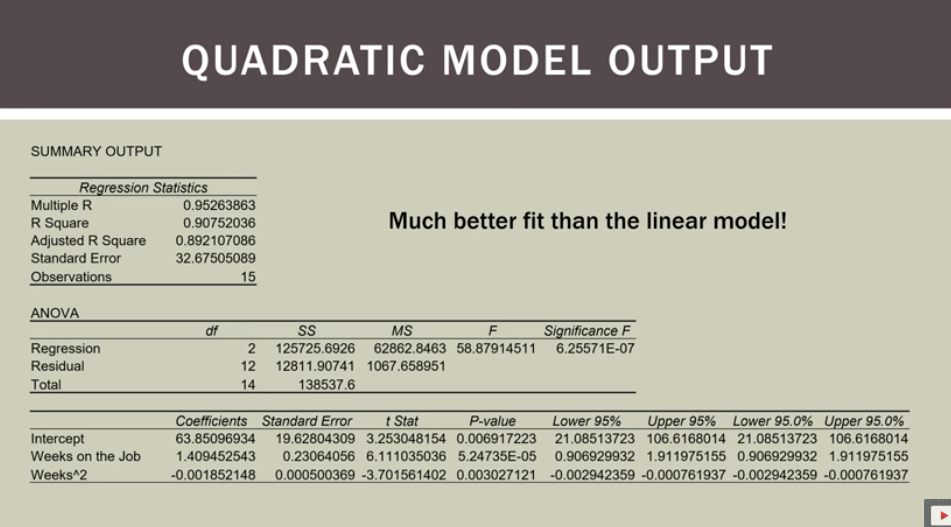 QUADRATIC MODEL OUTPUT
SUMMARY OUTPUT
Regression Statistics
Multiple R 0.95263863
R Square 0.90752036
Adjusted R Square 0.892107086
Standard Error 32.67505089
Observations 15
Much better fit than the linear model!
ANOVA
df SS MS F Significance F
Regression 2 125725.6926 62862.8463 58.87914511 6.25571E-07
Residual 12 12811.90741 1067.658951
Total 14 138537.6
Coefficients Standard Error t Stat P-value Lower 95% Upper 95% Lower 95.0% Upper 95.0%
Intercept 63.85096934 19.62804309 3.253048154 0.006917223 21.08513723 106.6168014 21.08513723 106.6168014
Weeks on the Job 1.409452543 0.23064056 6.111035036 5.24735E-05 0.906929932 1.911975155 0.906929932 1.911975155
Weeks^2 -0.001852148 0.000500369 -3.701561402 0.003027121 -0.002942359 -0.000761937 -0.002942359 -0.000761937